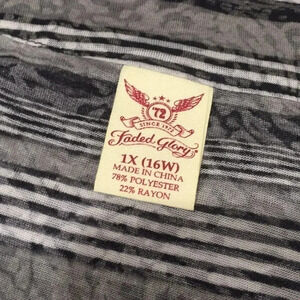 72
SINCE 1972
Faded Glory
1X (16W)
MADE IN CHINA
78% POLYESTER
22% RAYON